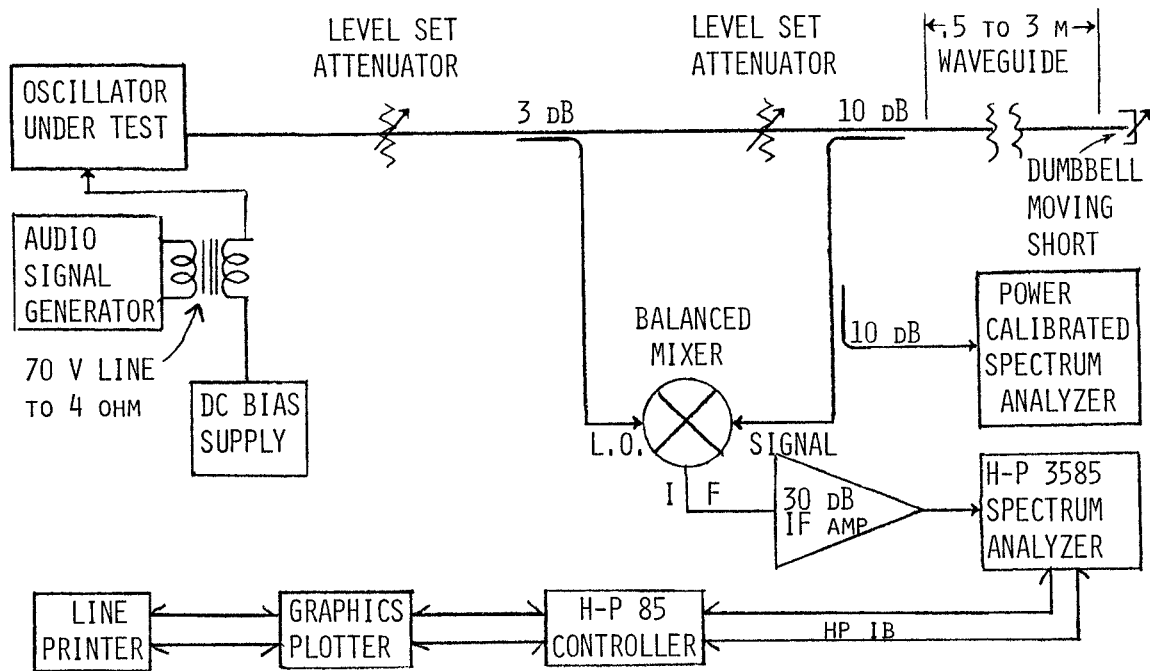 LEVEL SET
ATTENUATOR
LEVEL SET
ATTENUATOR
.5 TO 3 M
WAVEGUIDE
OSCILLATOR
UNDER TEST
3 DB
10 DB
DUMBBELL
MOVING
SHORT
AUDIO
SIGNAL
GENERATOR
70 V LINE
TO 4 OHM
DC BIAS
SUPPLY
BALANCED
MIXER
10 DB
POWER
CALIBRATED
SPECTRUM
ANALYZER
L.O.
SIGNAL
I F
30 DB
IF AMP
H-P 3585
SPECTRUM
ANALYZER
LINE
PRINTER
GRAPHICS
PLOTTER
H-P 85
CONTROLLER
HP IB